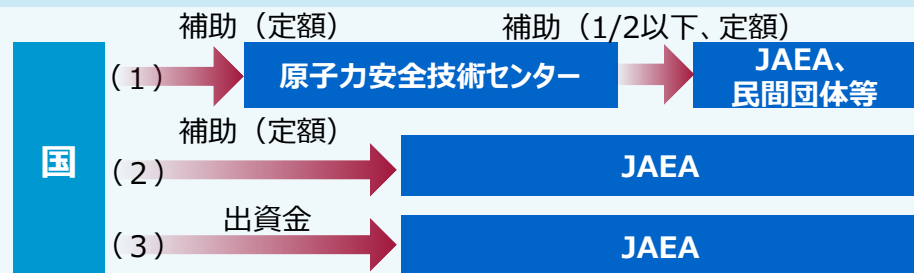 補助（定額）
補助（1/2以下、定額）
（１）
原子力安全技術センター
JAEA、
民間団体等
補助（定額）
国
（２）
JAEA
出資金
（３）
JAEA